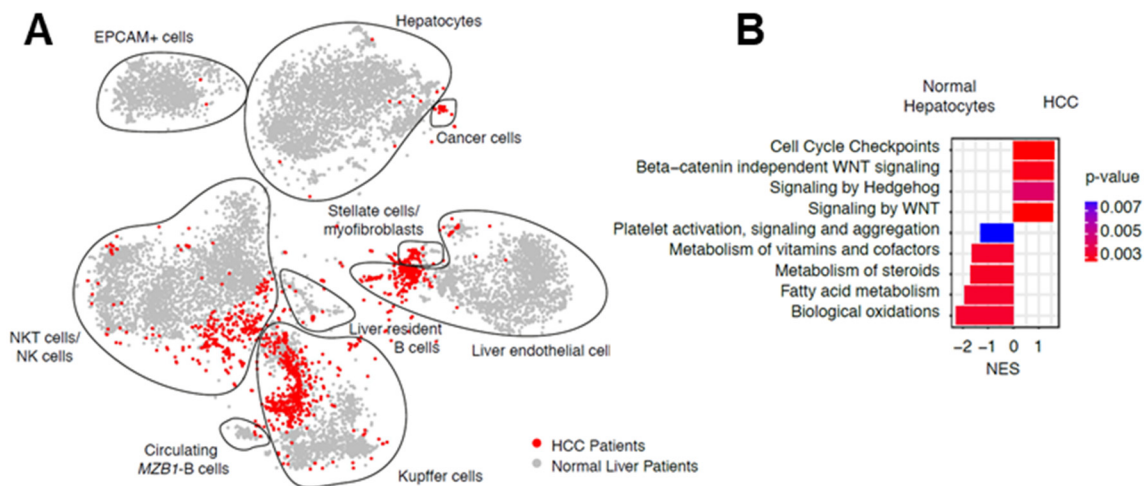 A
EPCAM+ cells
Hepatocytes
Cancer cells
Stellate cells/
myofibroblasts
NKT cells/
NK cells
Liver resident
B cells
Liver endothelial cell
Circulating
MZB1-B cells
Kupffer cells
HCC Patients
Normal Liver Patients
B
Normal
Hepatocytes
HCC
Cell Cycle Checkpoints
Beta−catenin independent WNT signaling
Signaling by Hedgehog
Signaling by WNT
Platelet activation, signaling and aggregation
Metabolism of vitamins and cofactors
Metabolism of steroids
Fatty acid metabolism
Biological oxidations
−2 −1 0 1
NES
p-value
0.007
0.005
0.003